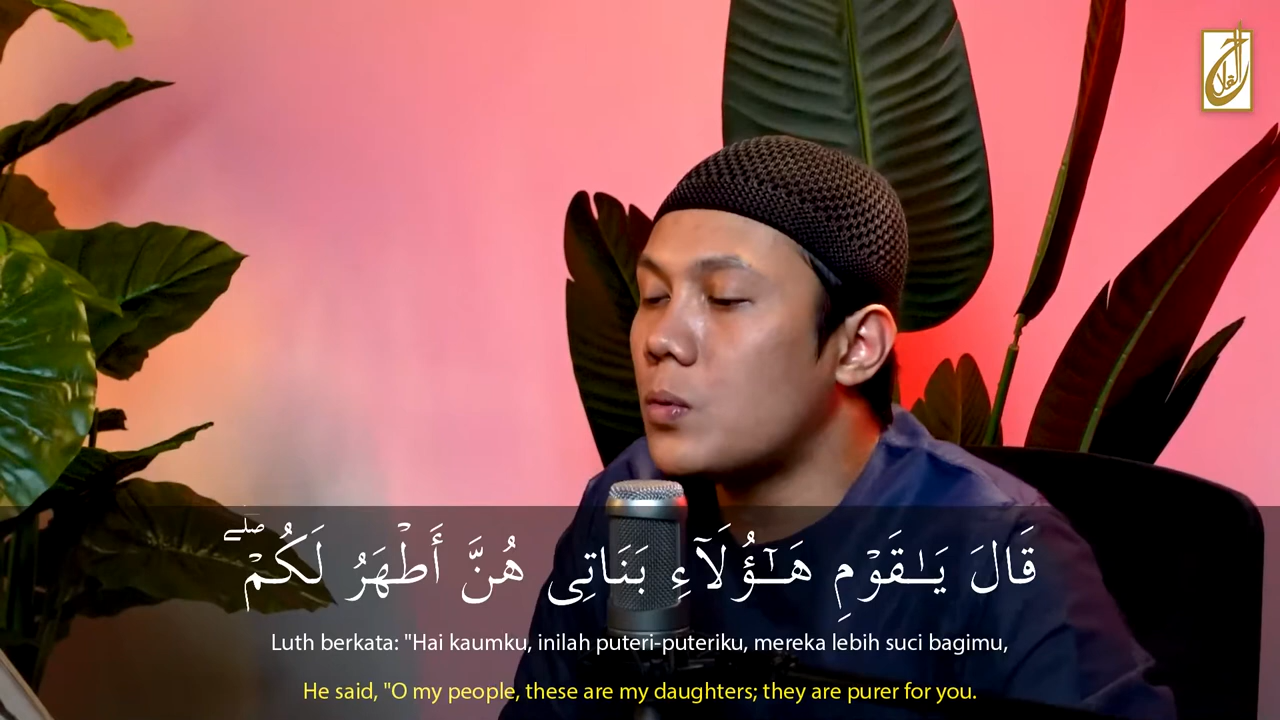 قَالَ يَـٰقَوْمِ هَـٰٓؤُلَآءِ بَنَاتِى هُنَّ أَطْهَرُ لَكُمْ ۖ
Luth berkata: "Hai kaumku, inilah puteri-puteriku, mereka lebih suci bagimu,
He said, "O my people, these are my daughters; they are purer for you.